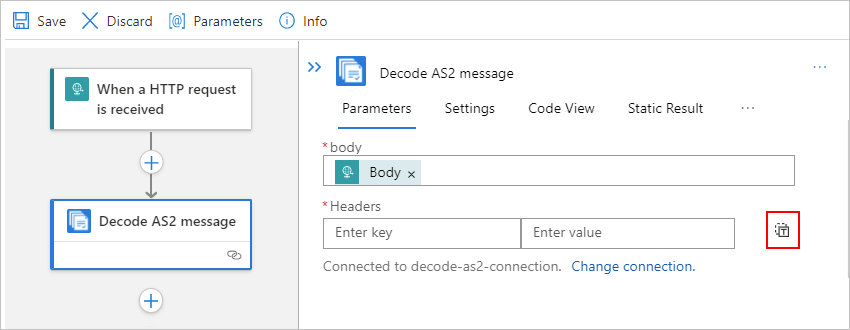 Save Discard [@] Parameters Info
When a HTTP request
is received
Decode AS2 message
Decode AS2 message
Parameters Settings Code View Static Result
* body
Body ×
* Headers
Enter key Enter value
T
Connected to decode-as2-connection. Change connection.